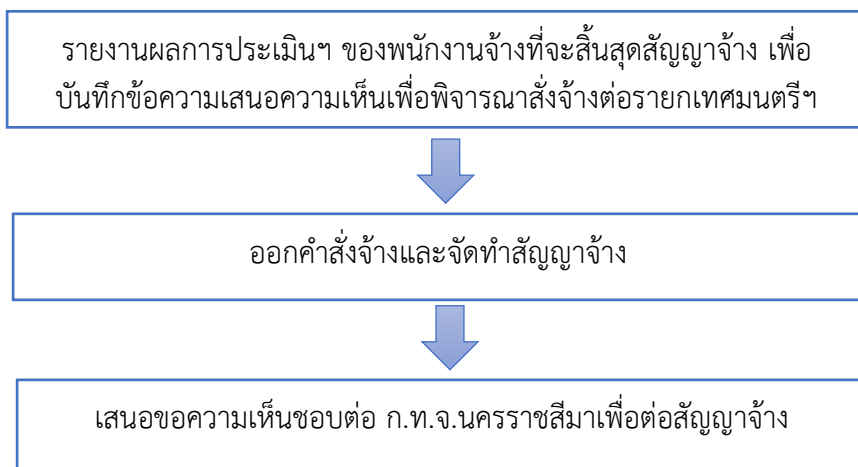 รายงานผลการประเมินฯ ของพนักงานจ้างที่จะสิ้นสุดสัญญาจ้าง เพื่อ
บันทึกข้อความเสนอความเห็นเพื่อพิจารณาสั่งจ้างต่อรายกเทศมนตรีฯ
ออกคำสั่งจ้างและจัดทำสัญญาจ้าง
เสนอขอความเห็นชอบต่อ ก.ท.จ.นครราชสีมาเพื่อต่อสัญญาจ้าง